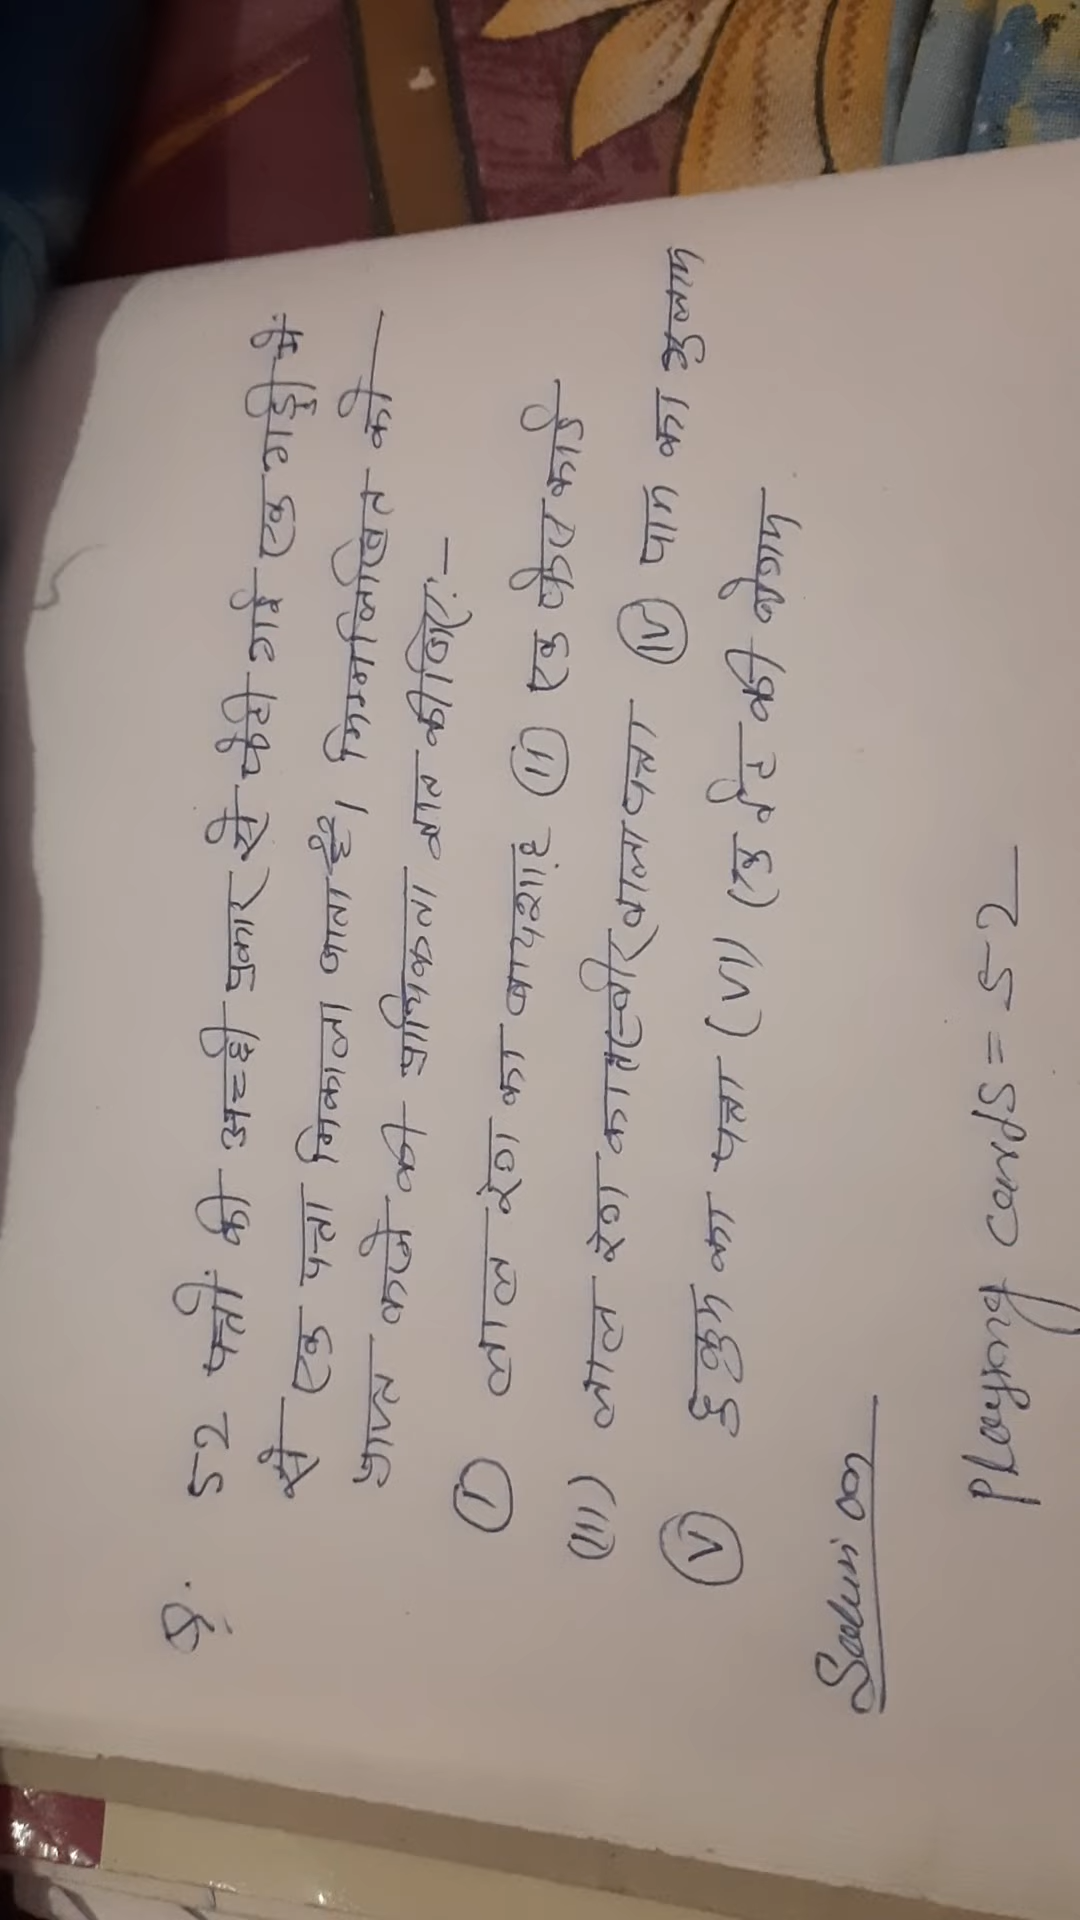 Q. 52 पत्तों की अच्छी प्रकार से फेंटी गई एक गड्डी में
से एक पत्ता निकाला जाता है। निम्नलिखित को
प्राप्त करने की प्रायिकता ज्ञात कीजिए:-
(I) लाल रंग का बादशाह (II) एक फेस कार्ड
(III) लाल रंग का तस्वीर वाला पत्ता (IV) पान का गुलाम
(V) हुकुम का पत्ता (VI) एक ईंट की बेगम
Solution
Playing cards = 52